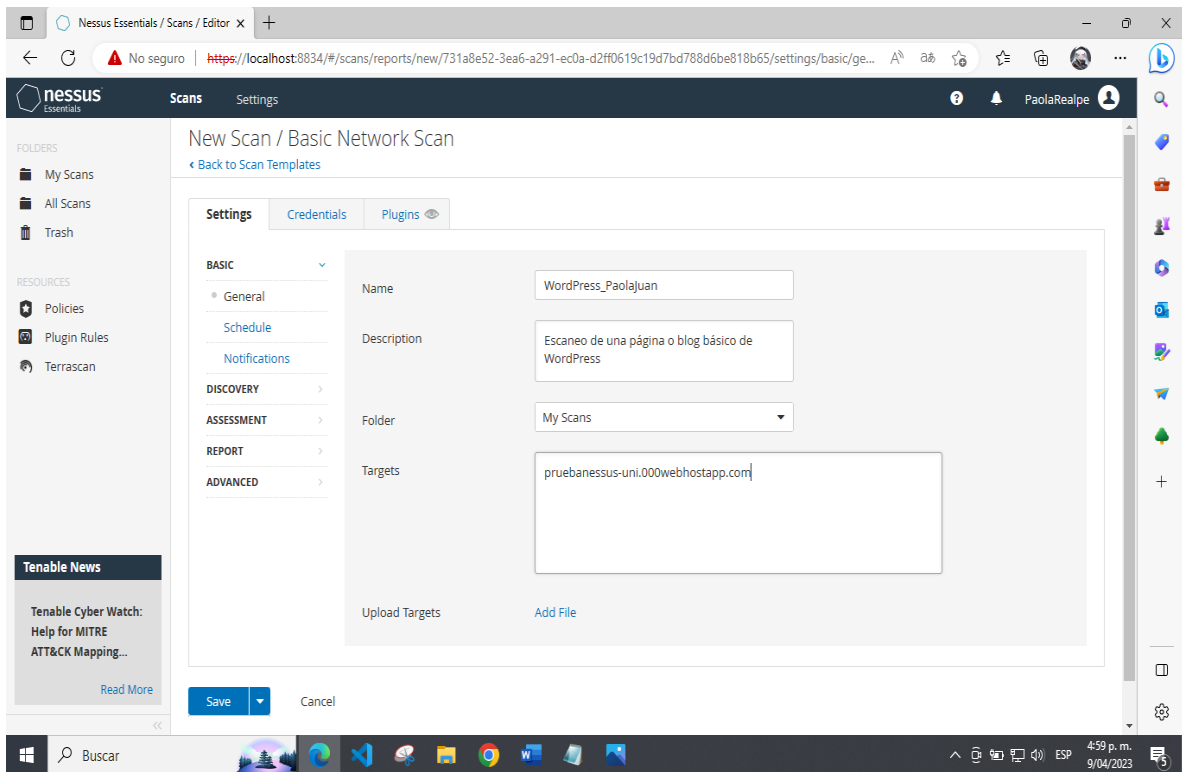 Nessus Essentials / Scans / Editor
No seguro
https://localhost:8834/#/scans/reports/new/731a8e52-3ea6-a291-ec0a-d2ff0619c19d7bd788d6be818b65/settings/basic/ge...
nessus
Essentials
Scans
Settings
PaolaRealpe
FOLDERS
My Scans
All Scans
Trash
RESOURCES
Policies
Plugin Rules
Terrascan
Tenable News
Tenable Cyber Watch:
Help for MITRE
ATT&CK Mapping...
Read More
New Scan / Basic Network Scan
Back to Scan Templates
Settings
Credentials
Plugins
BASIC
General
Schedule
Notifications
DISCOVERY
ASSESSMENT
REPORT
ADVANCED
Name
WordPress_PaolaJuan
Description
Escaneo de una página o blog básico de
WordPress
Folder
My Scans
Targets
pruebanessus-uni.000webhostapp.com
Upload Targets
Add File
Save
Cancel
Buscar
ESP
4:59 p. m.
9/04/2023
5